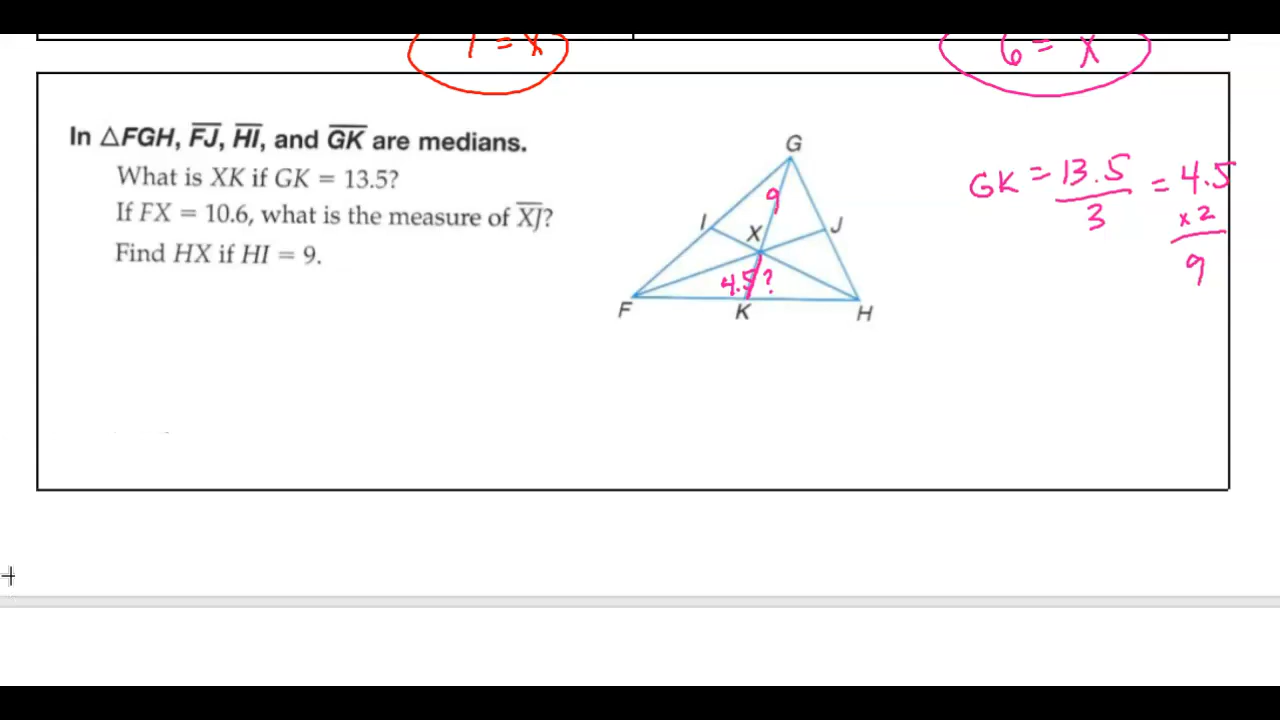 1 = x
6 = x
In △FGH, FJ, HI, and GK are medians.
What is XK if GK = 13.5?
If FX = 10.6, what is the measure of XJ?
Find HX if HI = 9.
G
9
I
X
J
4.5 ?
F
K
H
GK = 13.5 / 3 = 4.5
x 2
9